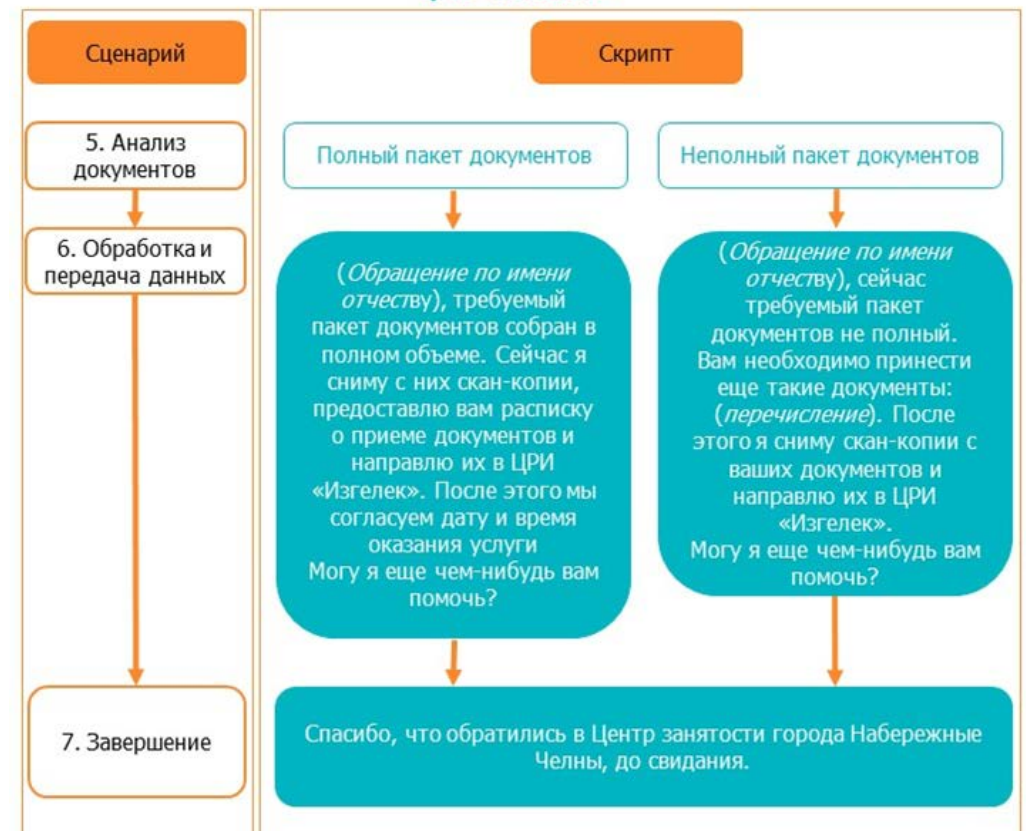 Сценарий
Скрипт
5. Анализ
документов
Полный пакет документов
Неполный пакет документов
6. Обработка и
передача данных
(Обращение по имени
отчеству), требуемый
пакет документов собран в
полном объеме. Сейчас я
сниму с них скан-копии,
предоставлю вам расписку
о приеме документов и
направлю их в ЦРИ
«Изгелек». После этого мы
согласуем дату и время
оказания услуги
Могу я еще чем-нибудь вам
помочь?
(Обращение по имени
отчеству), сейчас
требуемый пакет
документов не полный.
Вам необходимо принести
еще такие документы:
(перечисление). После
этого я сниму скан-копии с
ваших документов и
направлю их в ЦРИ
«Изгелек».
Могу я еще чем-нибудь вам
помочь?
7. Завершение
Спасибо, что обратились в Центр занятости города Набережные
Челны, до свидания.